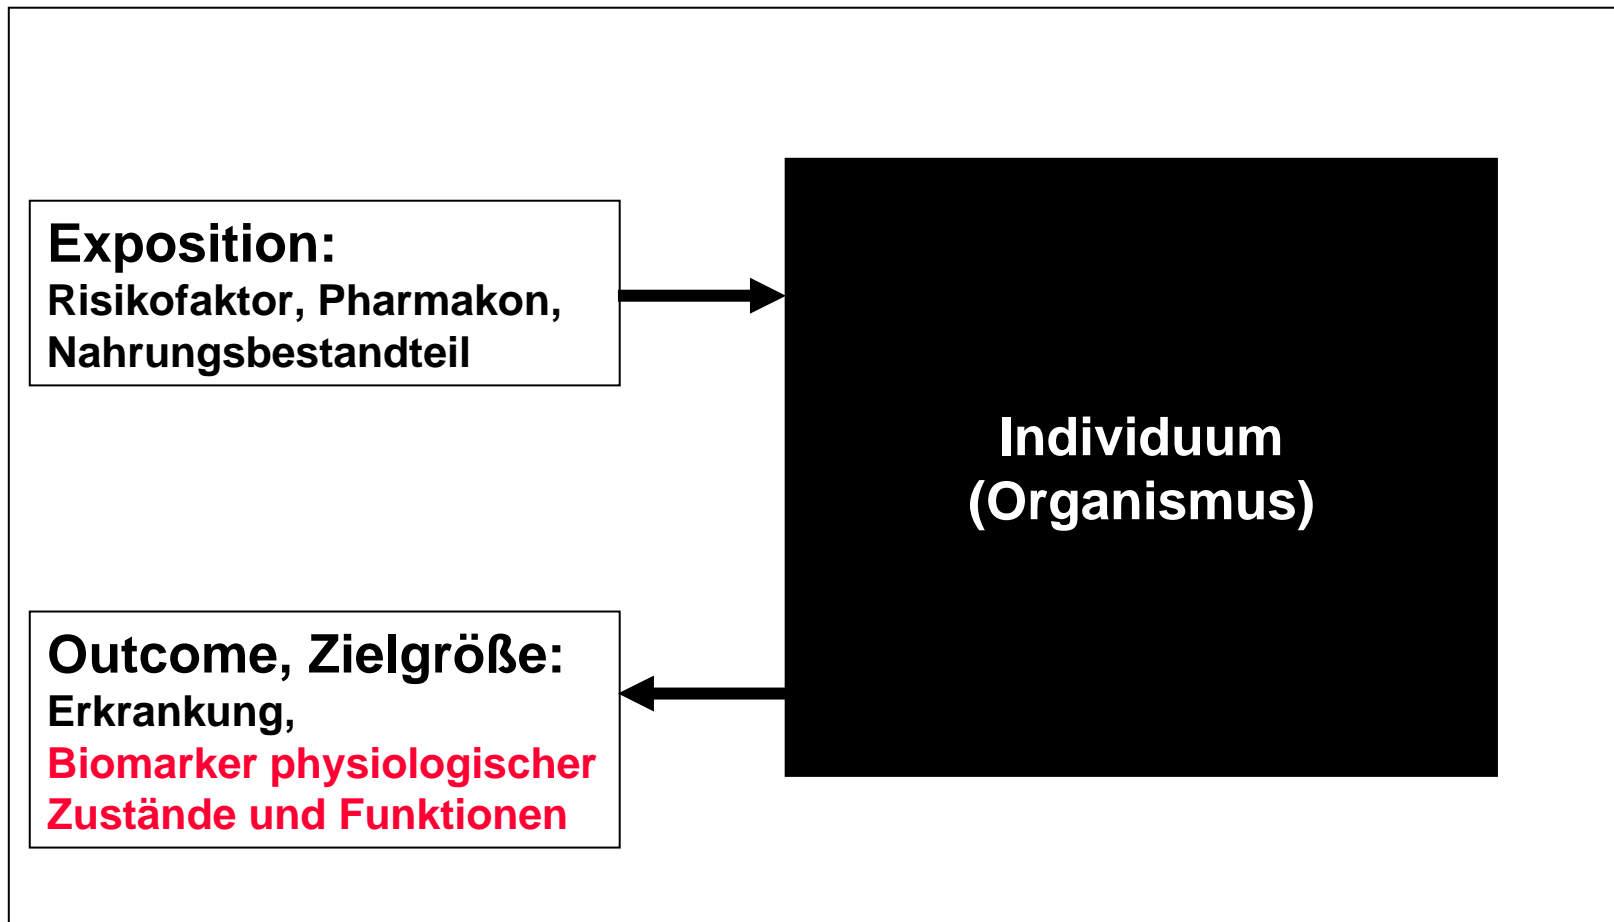 Exposition:
Risikofaktor, Pharmakon,
Nahrungsbestandteil
Individuum
(Organismus)
Outcome, Zielgröße:
Erkrankung,
Biomarker physiologischer
Zustände und Funktionen